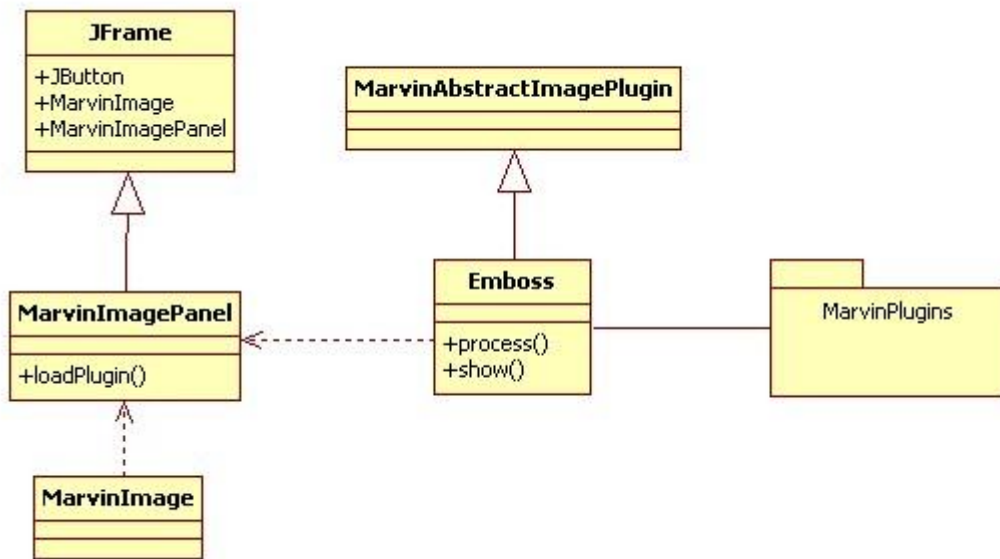 JFrame
+JButton
+MarvinImage
+MarvinImagePanel
MarvinAbstractImagePlugin
MarvinImagePanel
+loadPlugin()
Emboss
+process()
+show()
MarvinPlugins
MarvinImage